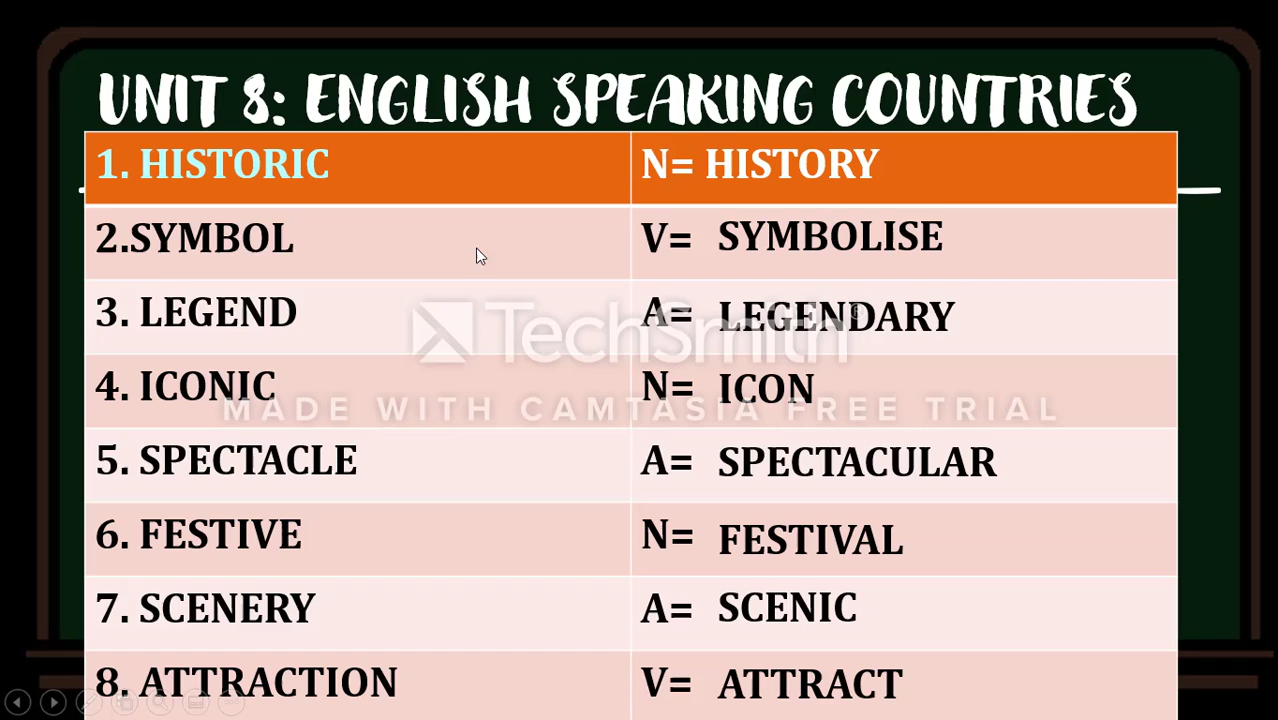 UNIT 8: ENGLISH SPEAKING COUNTRIES
1. HISTORIC N= HISTORY
2.SYMBOL V= SYMBOLISE
3. LEGEND A= LEGENDARY
TechSmith®
4. ICONIC N= ICON
MADE WITH CAMTASIA FREE TRIAL
5. SPECTACLE A= SPECTACULAR
6. FESTIVE N= FESTIVAL
7. SCENERY A= SCENIC
8. ATTRACTION V= ATTRACT